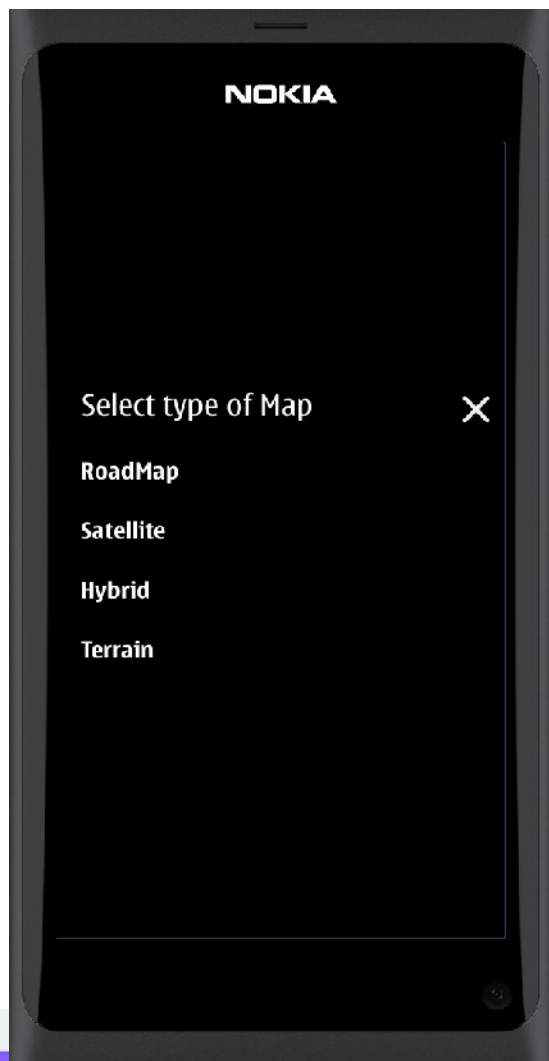 NOKIA
Select type of Map
RoadMap
Satellite
Hybrid
Terrain